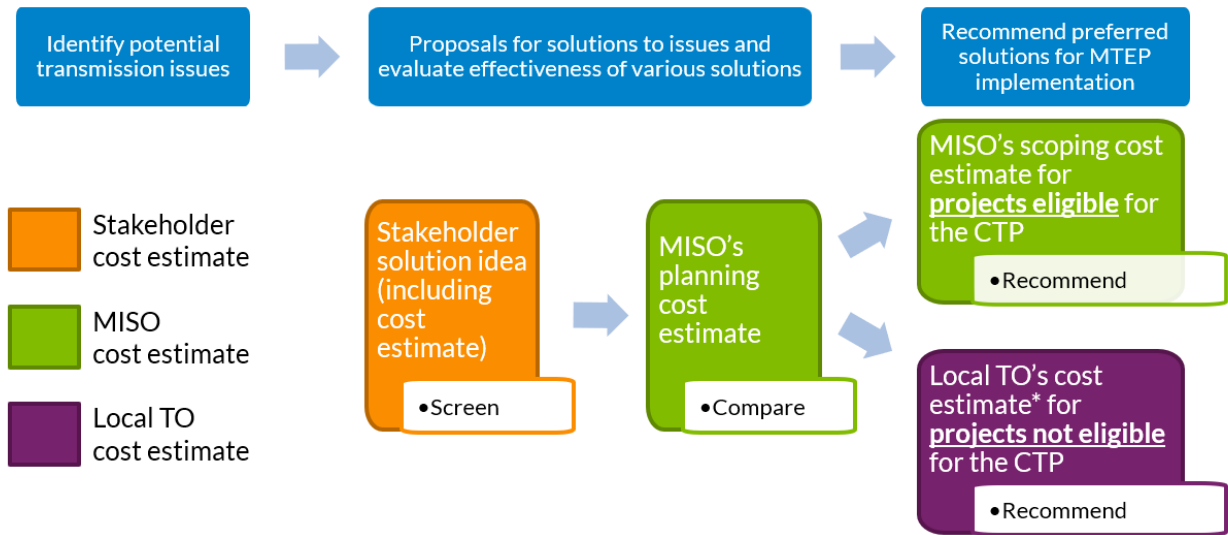 Identify potential
transmission issues
Proposals for solutions to issues and
evaluate effectiveness of various solutions
Recommend preferred
solutions for MTEP
implementation
Stakeholder
cost estimate
MISO
cost estimate
Local TO
cost estimate
Stakeholder
solution idea
(including
cost
estimate)
•Screen
MISO's
planning
cost
estimate
•Compare
MISO's scoping cost
estimate for
projects eligible for
the CTP
•Recommend
Local TO's cost
estimate* for
projects not eligible
for the CTP
•Recommend